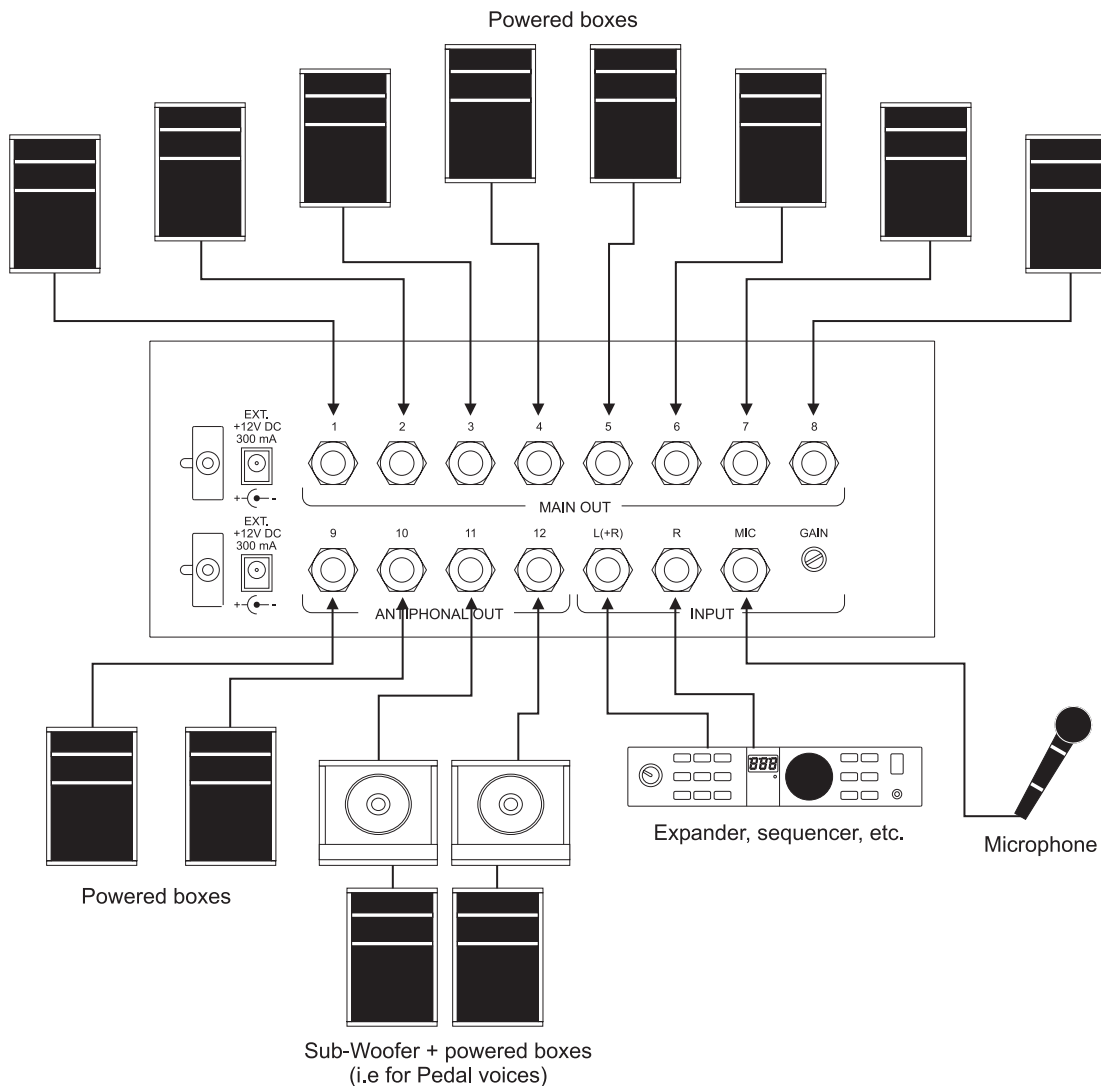 Powered boxes
EXT.
+12V DC
300 mA
1 2 3 4 5 6 7 8
+ -
MAIN OUT
EXT.
+12V DC
300 mA
9 10 11 12 L(+R) R MIC GAIN
+ -
ANTIPHONAL OUT INPUT
888
Expander, sequencer, etc.
Microphone
Powered boxes
Sub-Woofer + powered boxes
(i.e for Pedal voices)